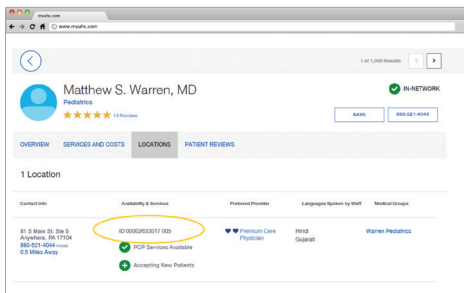 myuhc.com
www.myuhc.com
1 of 1,500 Results
Matthew S. Warren, MD
IN-NETWORK
Pediatrics
13 Reviews
SAVE
860-521-4044
OVERVIEW SERVICES AND COSTS LOCATIONS PATIENT REVIEWS
1 Location
Contact Info Availability & Services Preferred Provider Languages Spoken by Staff Medical Groups
81 S Main St. Ste 5 ID 00002633017 005 Premium Care Hindi Warren Pediatrics
Anywhere, PA 17104 Physician Gujarati
860-521-4044 PCP Services Available
0.5 Miles Away
Accepting New Patients